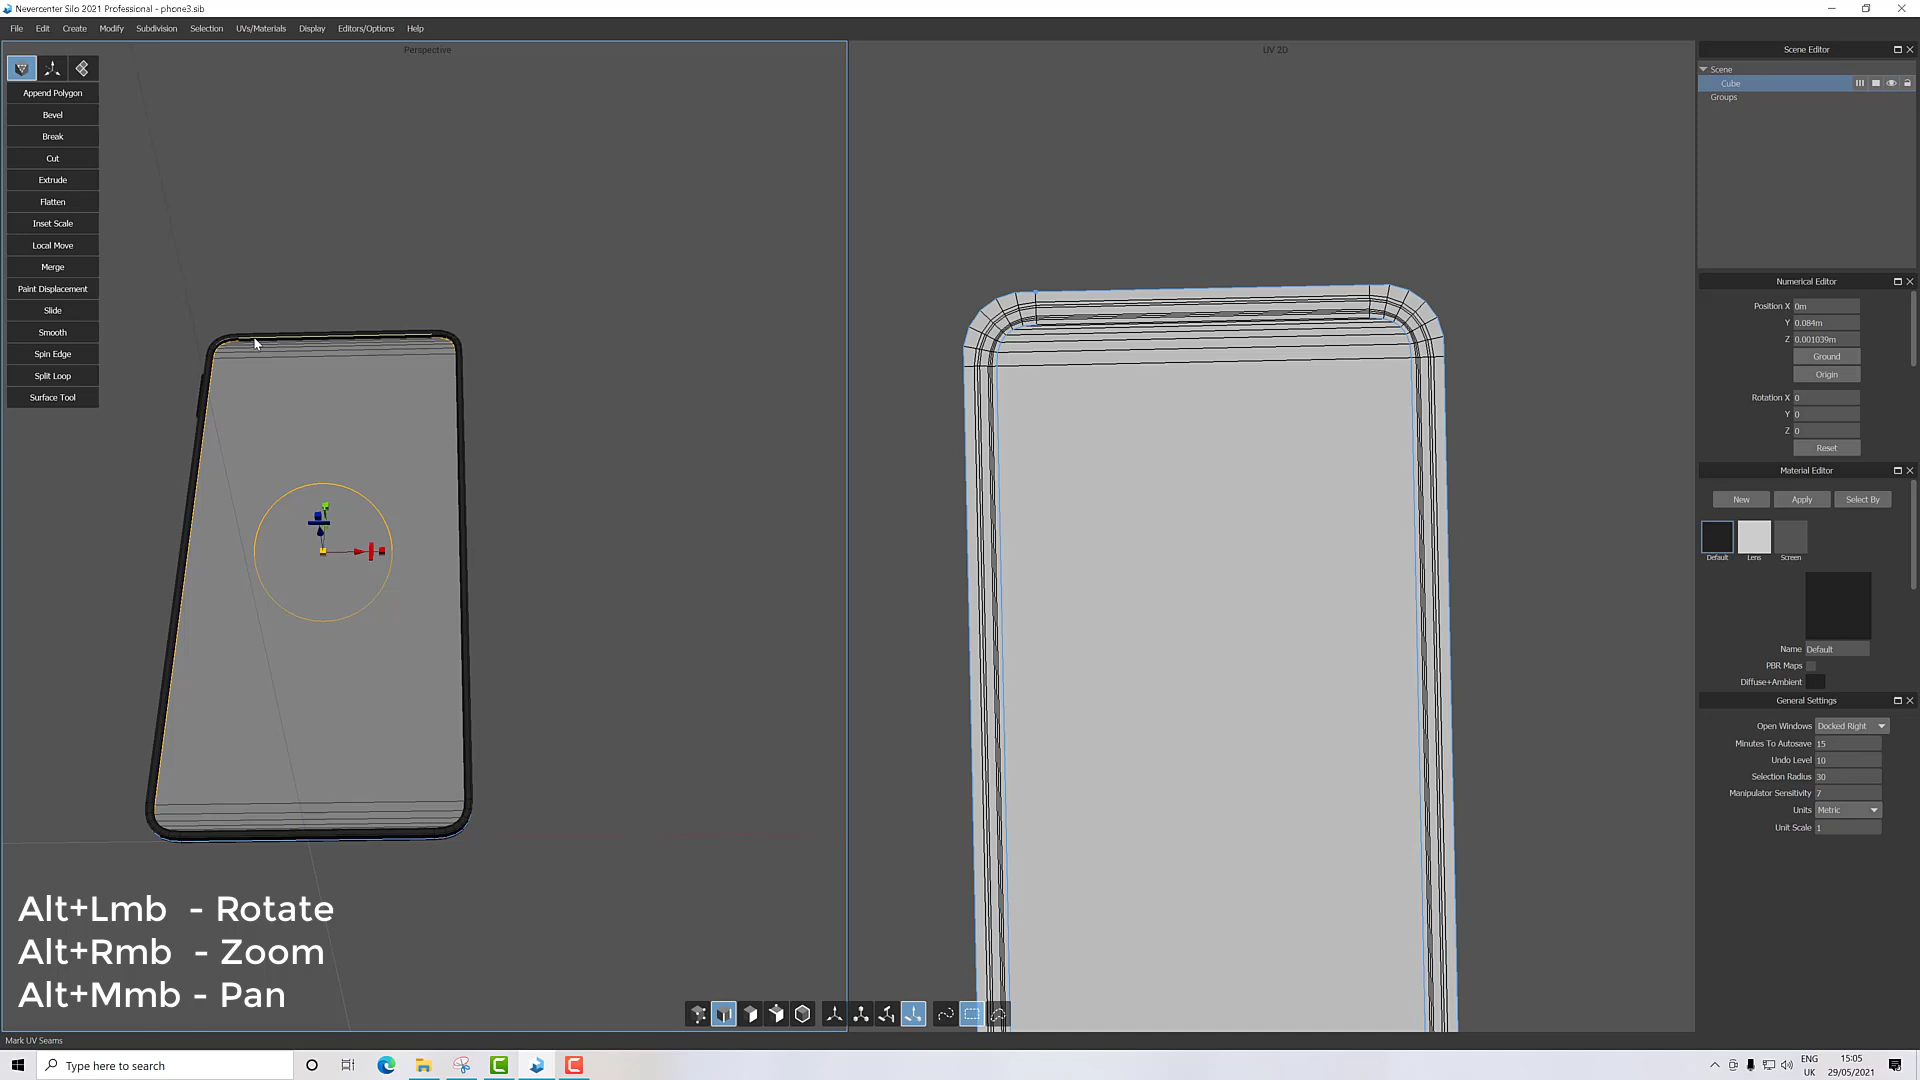 Nevercenter Silo 2021 Professional - phone3.sib
File Edit Create Modify Subdivision Selection UVs/Materials Display Editors/Options Help
Perspective
UV 2D
Append Polygon
Bevel
Break
Cut
Extrude
Flatten
Inset Scale
Local Move
Merge
Paint Displacement
Slide
Smooth
Spin Edge
Split Loop
Surface Tool
Scene Editor
Scene
Cube
Groups
Numerical Editor
Position X 0m
Y 0.084m
Z 0.001039m
Ground
Origin
Rotation X 0
Y 0
Z 0
Reset
Material Editor
New Apply Select By
Default Lens Screen
Name Default
PBR Maps
Diffuse+Ambient
General Settings
Open Windows Docked Right
Minutes To Autosave 15
Undo Level 10
Selection Radius 30
Manipulator Sensitivity 7
Units Metric
Unit Scale 1
Alt+Lmb - Rotate
Alt+Rmb - Zoom
Alt+Mmb - Pan
Mark UV Seams
Type here to search
ENG
UK
15:05
29/05/2021